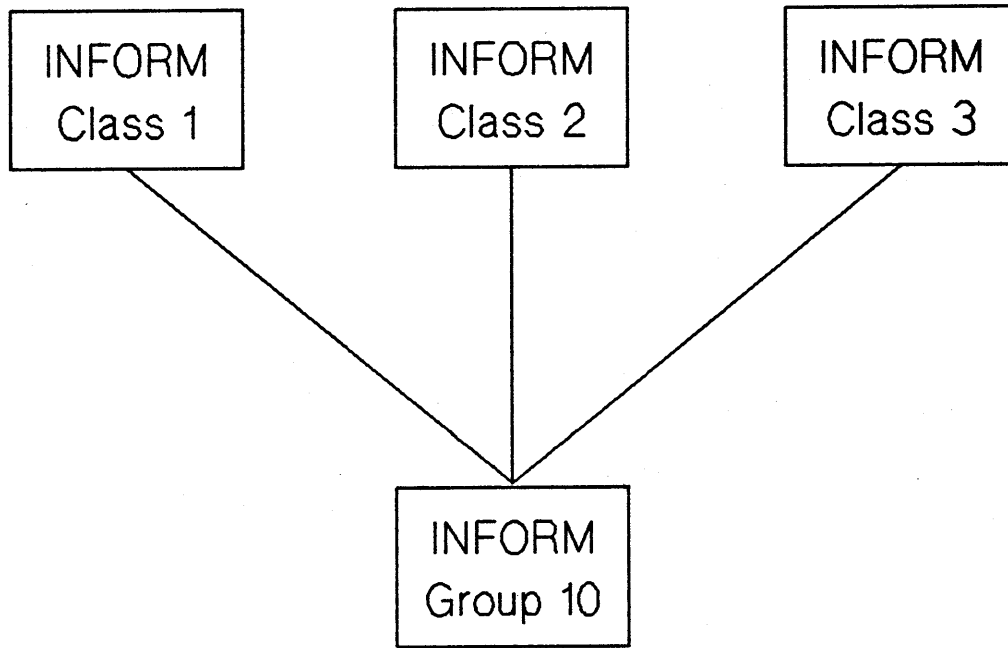 INFORM
Class 1
INFORM
Class 2
INFORM
Class 3
INFORM
Group 10